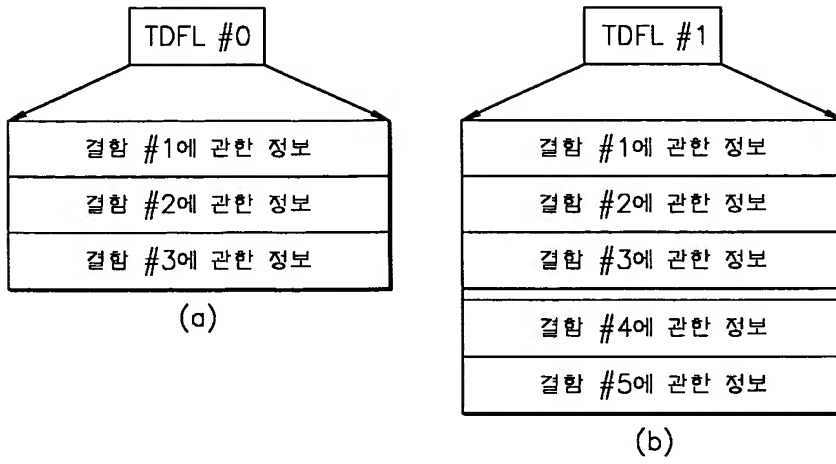 TDFL #0
결함 #1에 관한 정보
결함 #2에 관한 정보
결함 #3에 관한 정보
(a)
TDFL #1
결함 #1에 관한 정보
결함 #2에 관한 정보
결함 #3에 관한 정보
결함 #4에 관한 정보
결함 #5에 관한 정보
(b)